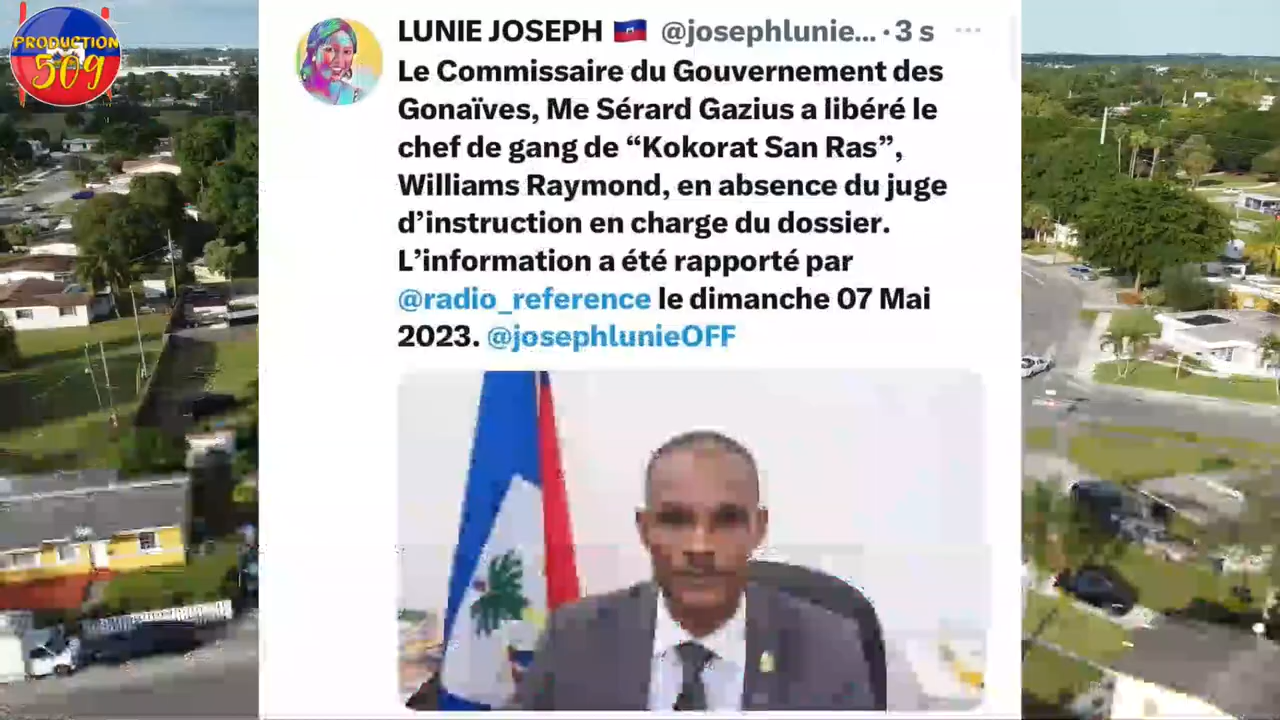 PRODUCTION
509
LUNIE JOSEPH 🇭🇹 @josephlunie... · 3 s ...
Le Commissaire du Gouvernement des
Gonaïves, Me Sérard Gazius a libéré le
chef de gang de “Kokorat San Ras”,
Williams Raymond, en absence du juge
d’instruction en charge du dossier.
L’information a été rapporté par
@radio_reference le dimanche 07 Mai
2023. @josephlunieOFF